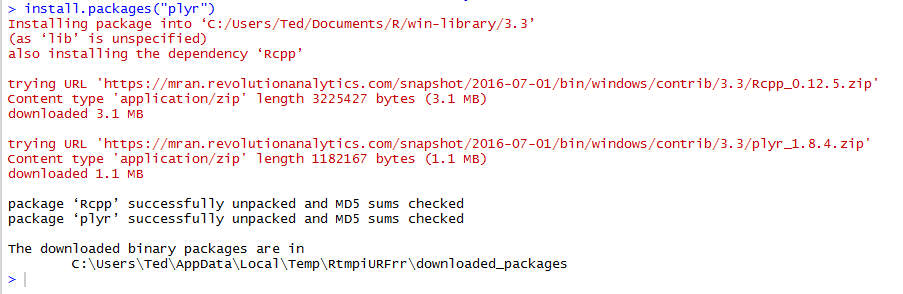 > install.packages("plyr")
Installing package into ‘C:/Users/Ted/Documents/R/win-library/3.3’
(as ‘lib’ is unspecified)
also installing the dependency ‘Rcpp’
trying URL 'https://mran.revolutionanalytics.com/snapshot/2016-07-01/bin/windows/contrib/3.3/Rcpp_0.12.5.zip'
Content type 'application/zip' length 3225427 bytes (3.1 MB)
downloaded 3.1 MB
trying URL 'https://mran.revolutionanalytics.com/snapshot/2016-07-01/bin/windows/contrib/3.3/plyr_1.8.4.zip'
Content type 'application/zip' length 1182167 bytes (1.1 MB)
downloaded 1.1 MB
package ‘Rcpp’ successfully unpacked and MD5 sums checked
package ‘plyr’ successfully unpacked and MD5 sums checked
The downloaded binary packages are in
C:\Users\Ted\AppData\Local\Temp\RtmpiURFrr\downloaded_packages
>